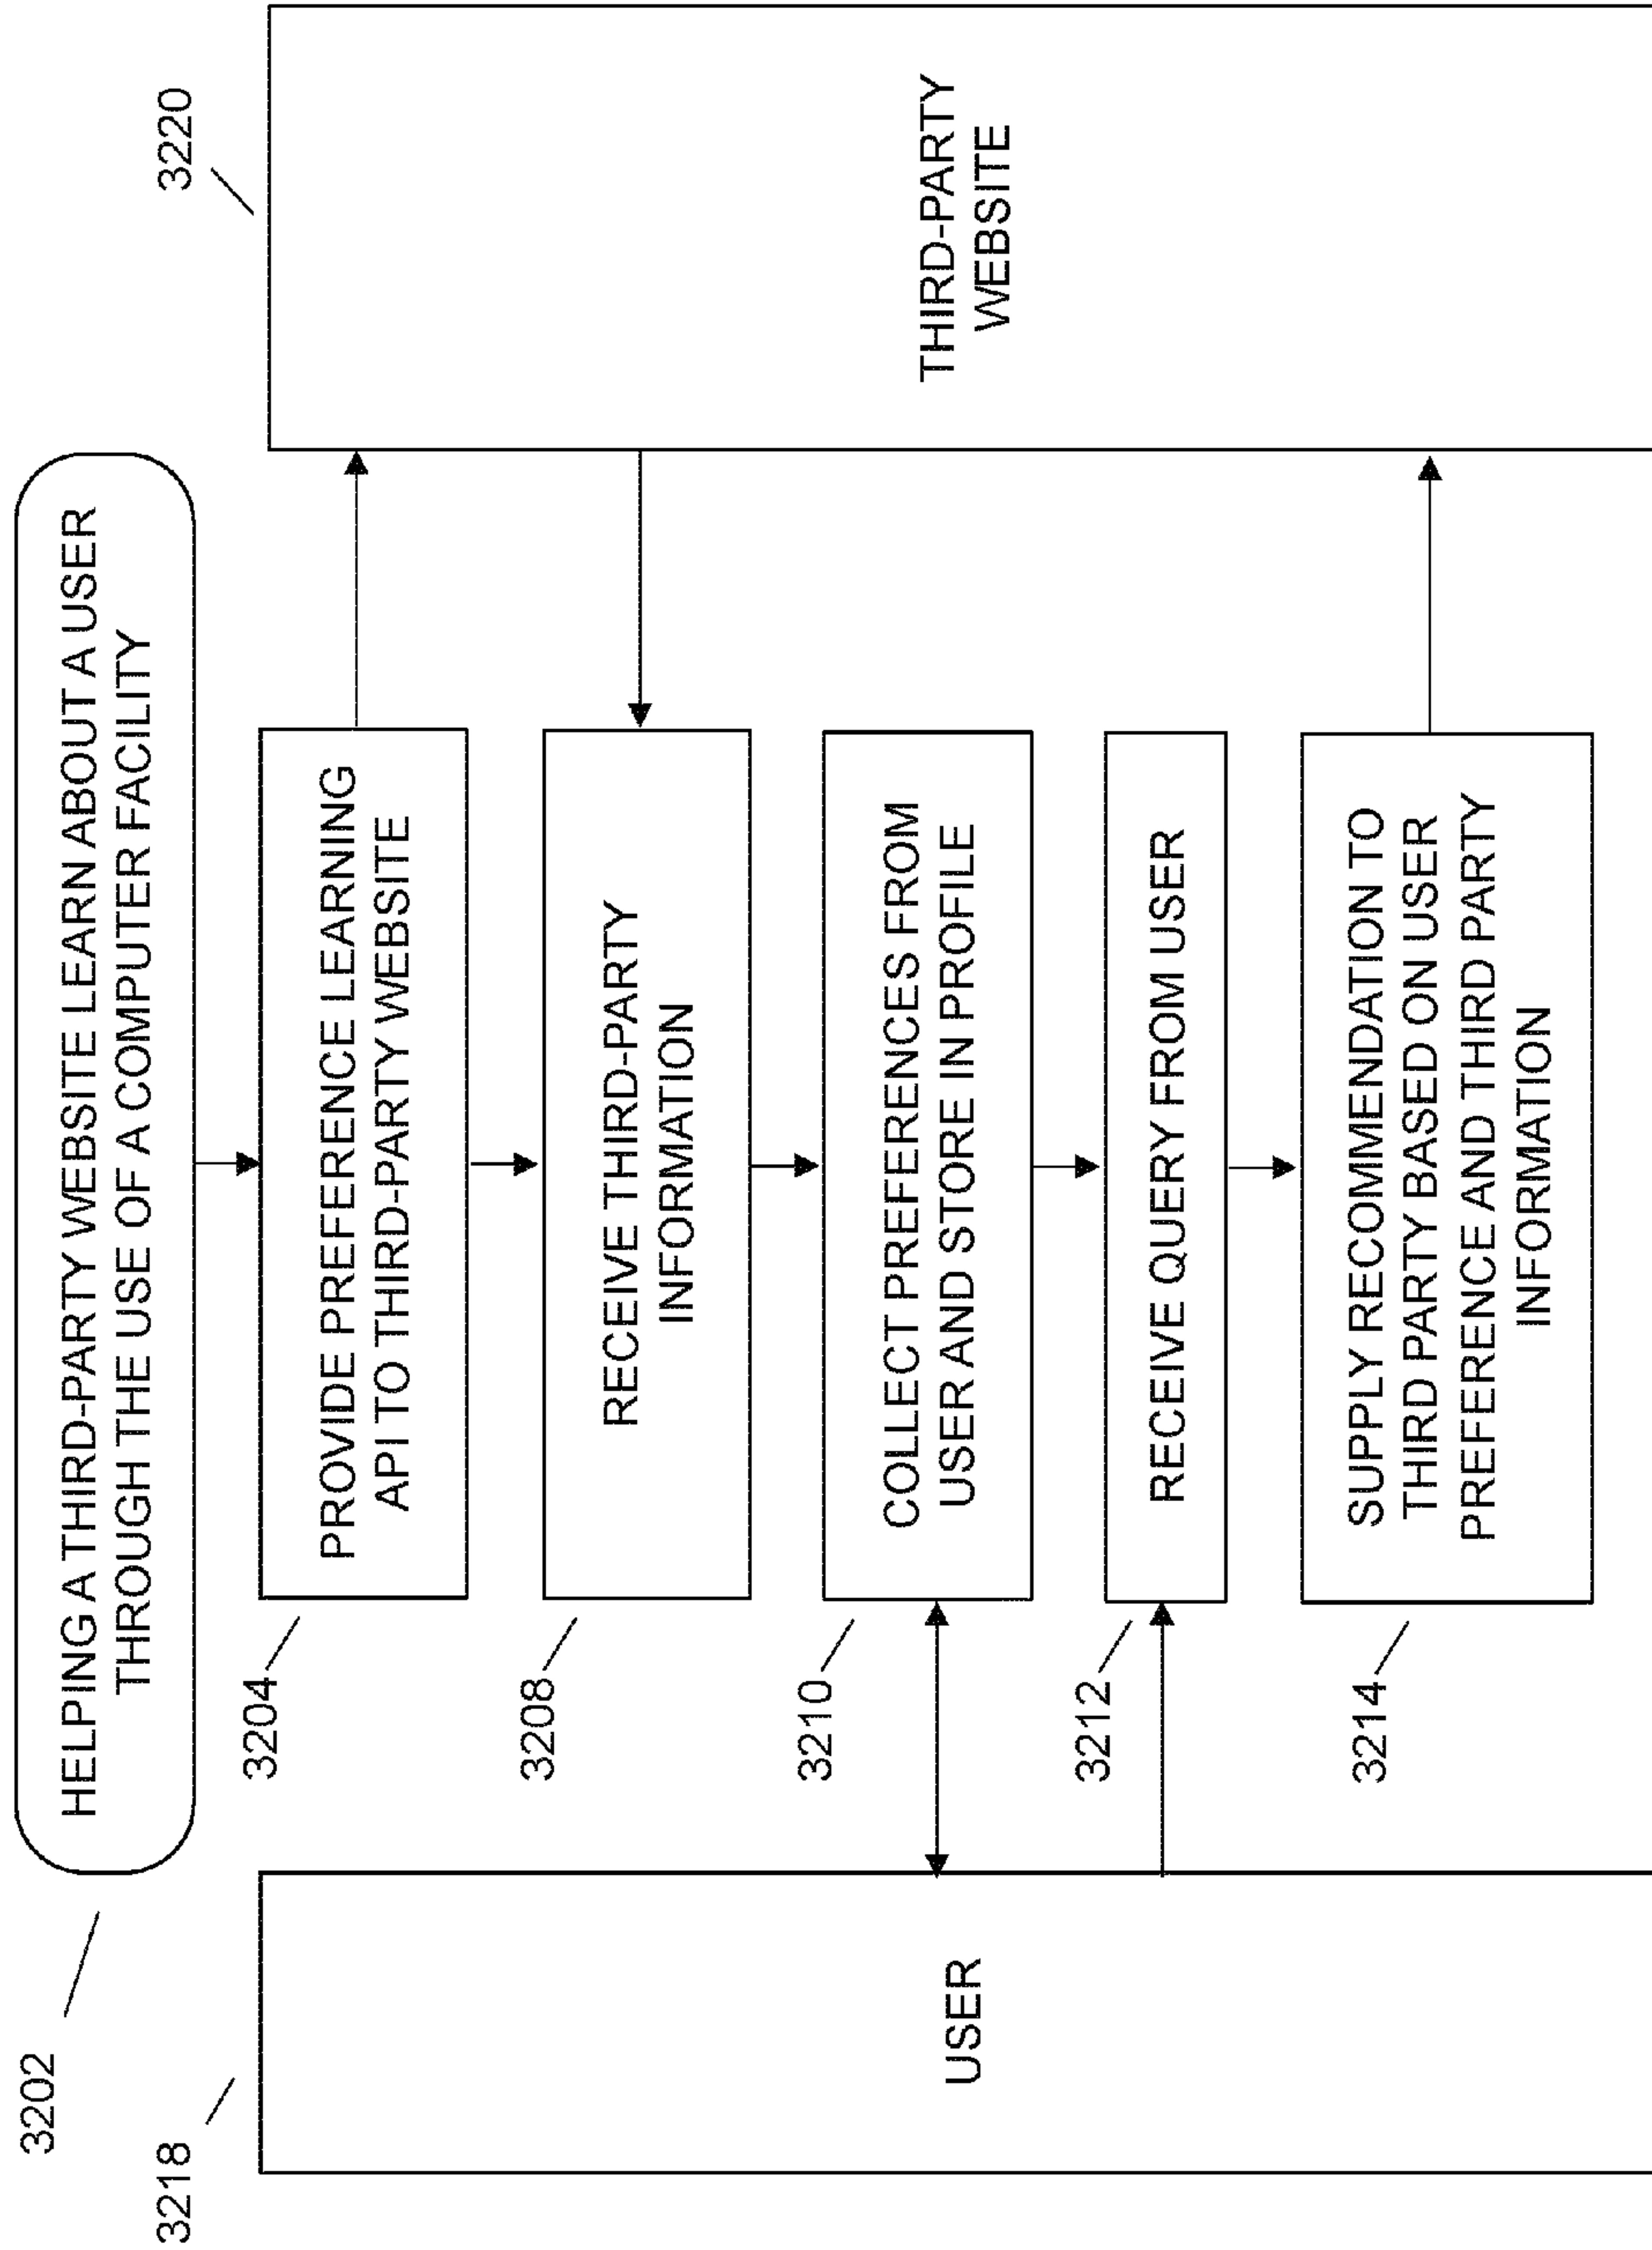 3202
HELPING A THIRD-PARTY WEBSITE LEARN ABOUT A USER
THROUGH THE USE OF A COMPUTER FACILITY
3218
3220
3204
PROVIDE PREFERENCE LEARNING
API TO THIRD-PARTY WEBSITE
3208
RECEIVE THIRD-PARTY
INFORMATION
USER
3210
COLLECT PREFERENCES FROM
USER AND STORE IN PROFILE
THIRD-PARTY
WEBSITE
3212
RECEIVE QUERY FROM USER
3214
SUPPLY RECOMMENDATION TO
THIRD PARTY BASED ON USER
PREFERENCE AND THIRD PARTY
INFORMATION